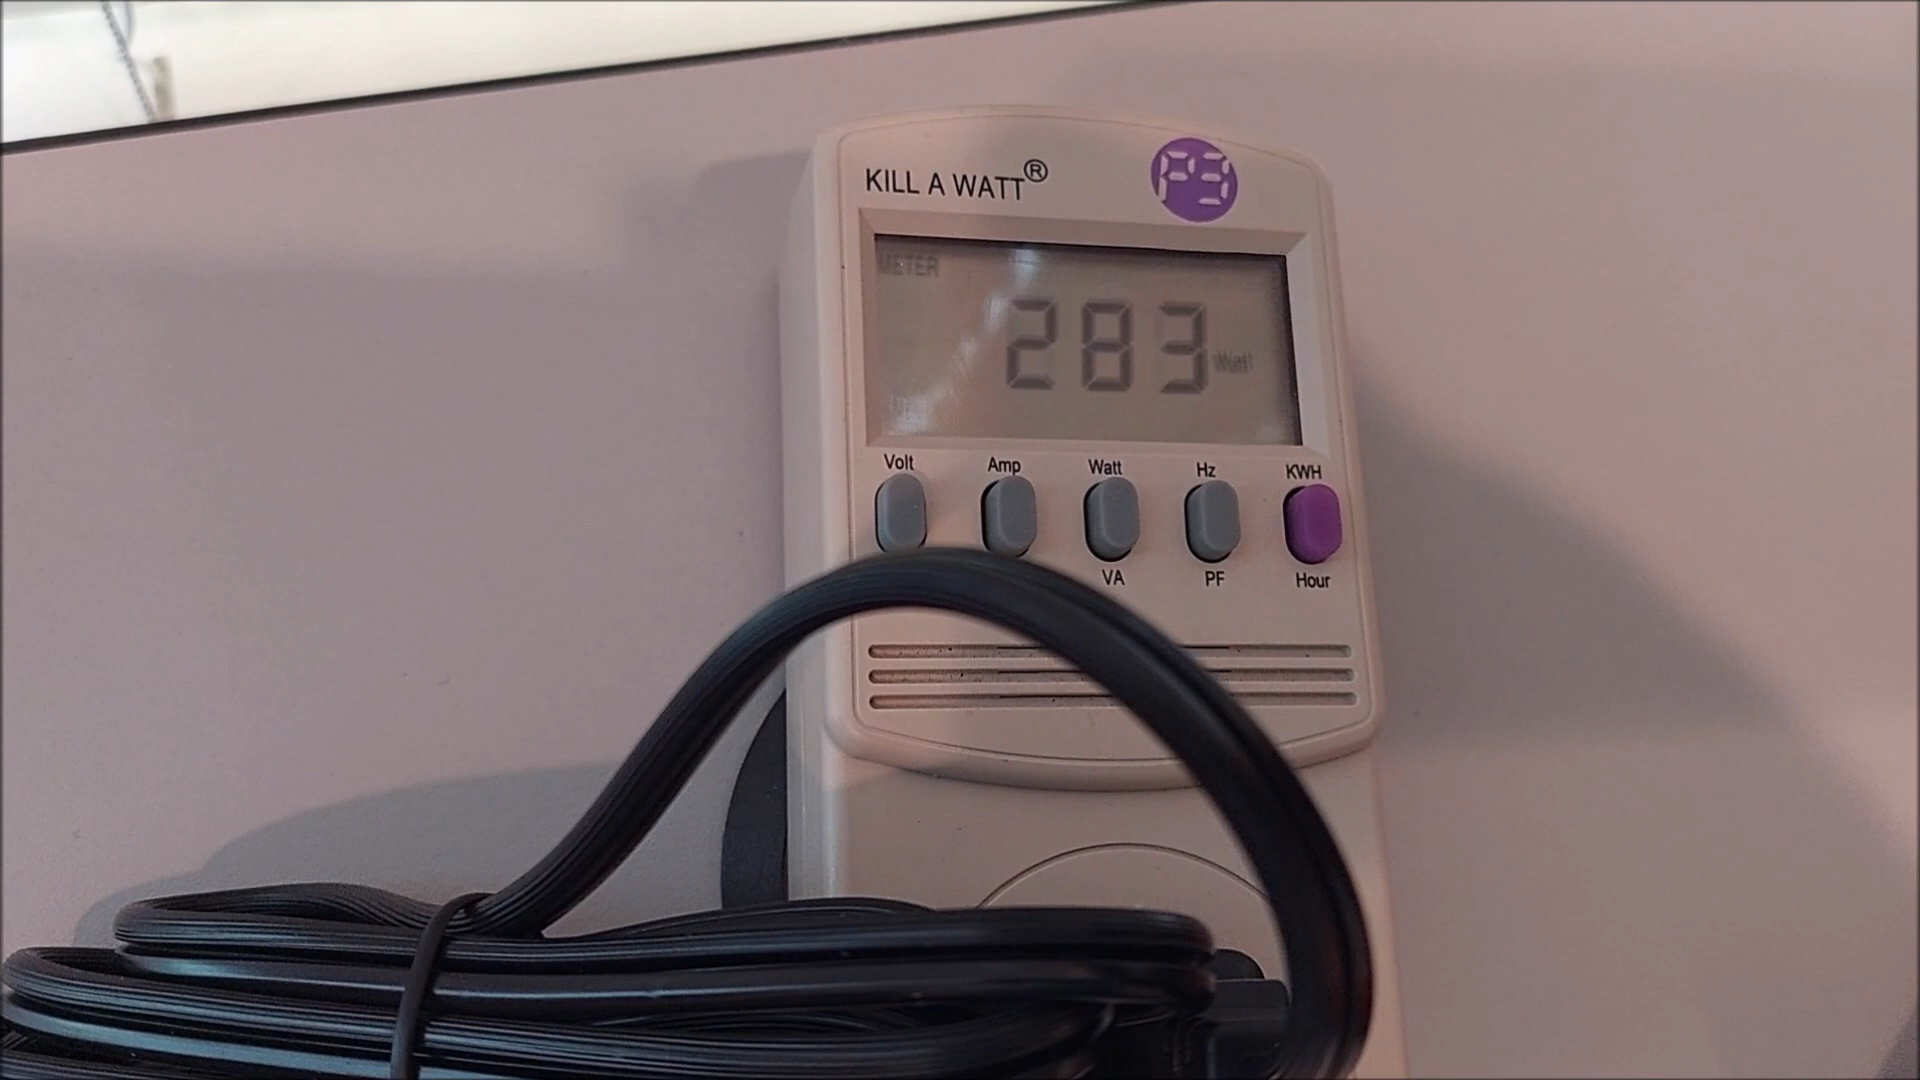 KILL A WATT®
P3
METER
283 Watt
Volt Amp Watt Hz KWH
VA PF Hour